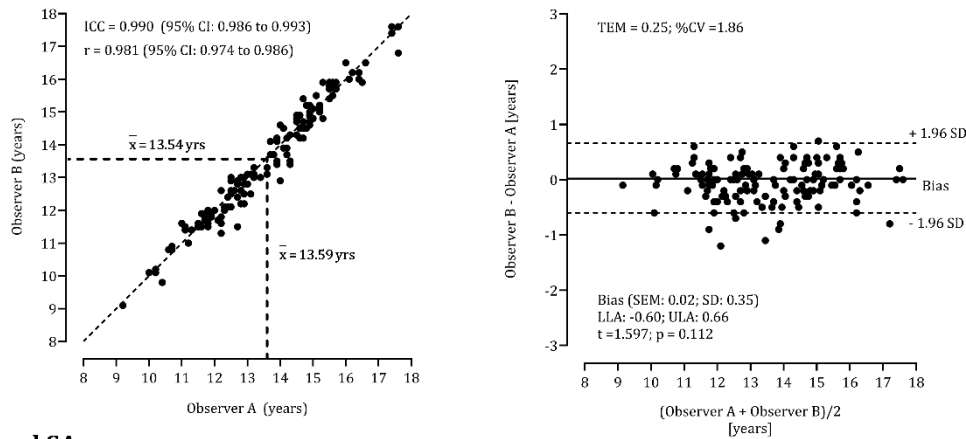 ICC = 0.990 (95% CI: 0.986 to 0.993)
r = 0.981 (95% CI: 0.974 to 0.986)
x̄ = 13.54 yrs
x̄ = 13.59 yrs
Observer B (years)
18
17
16
15
14
13
12
11
10
9
8
8 9 10 11 12 13 14 15 16 17 18
Observer A (years)
TEM = 0.25; %CV =1.86
+ 1.96 SD
Bias
- 1.96 SD
Observer B - Observer A [years]
3
2
1
0
-1
-2
-3
Bias (SEM: 0.02; SD: 0.35)
LLA: -0.60; ULA: 0.66
t =1.597; p = 0.112
8 9 10 11 12 13 14 15 16 17 18
(Observer A + Observer B)/2
[years]